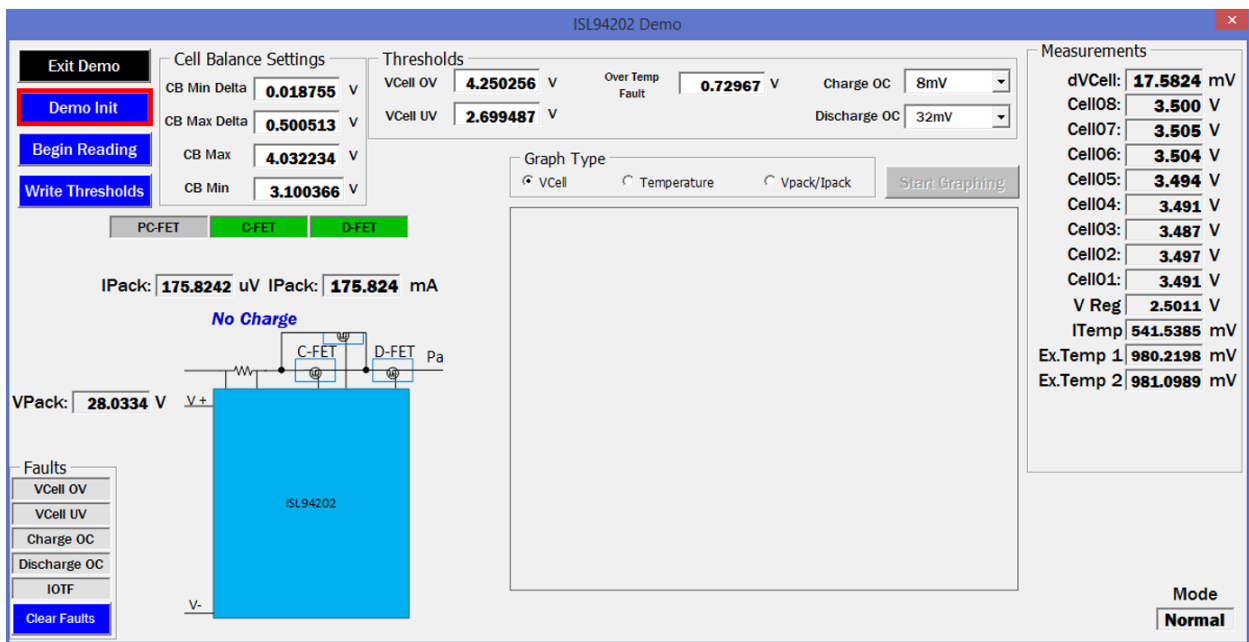 ISL94202 Demo
Exit Demo
Demo Init
Begin Reading
Write Thresholds
Cell Balance Settings
CB Min Delta 0.018755 V
CB Max Delta 0.500513 V
CB Max 4.032234 V
CB Min 3.100366 V
Thresholds
VCell OV 4.250256 V
VCell UV 2.699487 V
Over Temp
Fault 0.72967 V
Charge OC 8mV
Discharge OC 32mV
Graph Type
VCell Temperature Vpack/Ipack
Start Graphing
PC-FET C-FET D-FET
IPack: 175.8242 uV IPack: 175.824 mA
No Charge
C-FET D-FET Pa
VPack: 28.0334 V V+
ISL94202
V-
Faults
VCell OV
VCell UV
Charge OC
Discharge OC
IOTF
Clear Faults
Measurements
dVCell: 17.5824 mV
Cell08: 3.500 V
Cell07: 3.505 V
Cell06: 3.504 V
Cell05: 3.494 V
Cell04: 3.491 V
Cell03: 3.487 V
Cell02: 3.497 V
Cell01: 3.491 V
V Reg 2.5011 V
ITemp 541.5385 mV
Ex.Temp 1 980.2198 mV
Ex.Temp 2 981.0989 mV
Mode
Normal